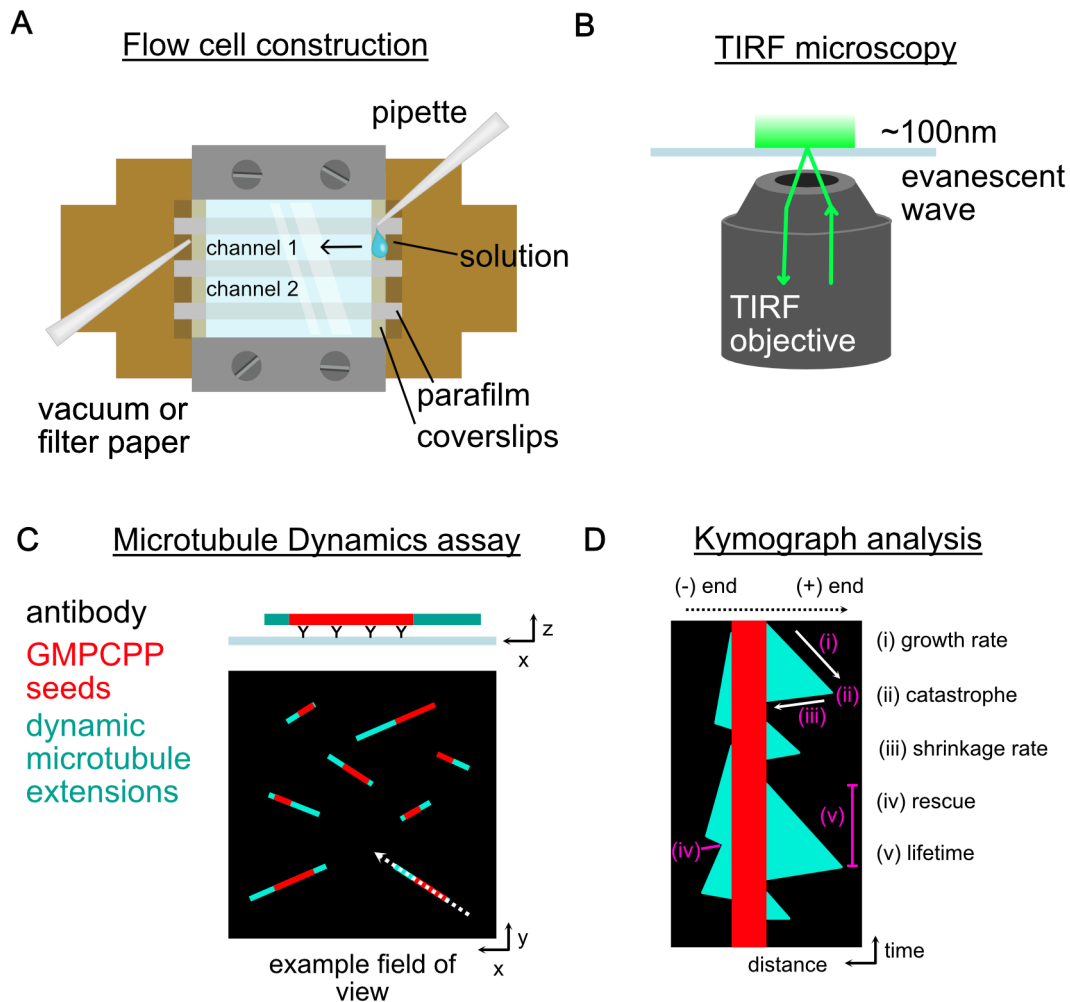 A
Flow cell construction
pipette
channel 1
solution
channel 2
parafilm
coverslips
vacuum or
filter paper
B
TIRF microscopy
~100nm
evanescent
wave
TIRF
objective
C
Microtubule Dynamics assay
antibody
GMPCPP
seeds
dynamic
microtubule
extensions
Y Y Y Y
z
x
y
x
example field of
view
D
Kymograph analysis
(-) end
(+) end
(i)
(ii)
(iii)
(iv)
(v)
(i) growth rate
(ii) catastrophe
(iii) shrinkage rate
(iv) rescue
(v) lifetime
time
distance